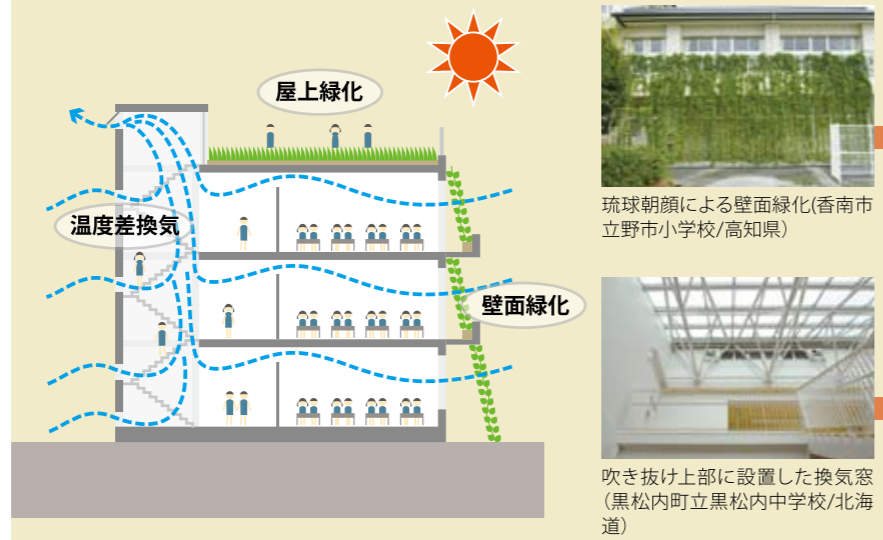 屋上緑化
温度差換気
壁面緑化
琉球朝顔による壁面緑化(香南市
立野市小学校/高知県)
吹き抜け上部に設置した換気窓
(黒松内町立黒松内中学校/北海
道)